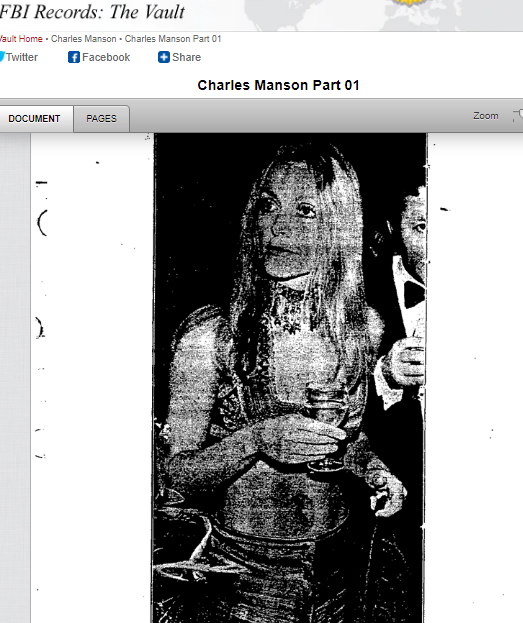 FBI Records: The Vault
Vault Home • Charles Manson • Charles Manson Part 01
Twitter Facebook Share
Charles Manson Part 01
DOCUMENT PAGES Zoom